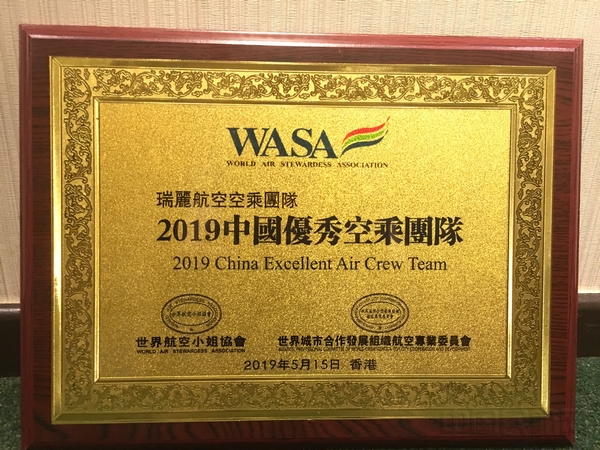 WASA
WORLD AIR STEWARDESS ASSOCIATION
瑞麗航空空乘團隊
2019中國優秀空乘團隊
2019 China Excellent Air Crew Team
世界航空小姐協會
WORLD AIR STEWARDESS ASSOCIATION
世界城市合作發展組織航空專業委員會
2019年5月15日 香港